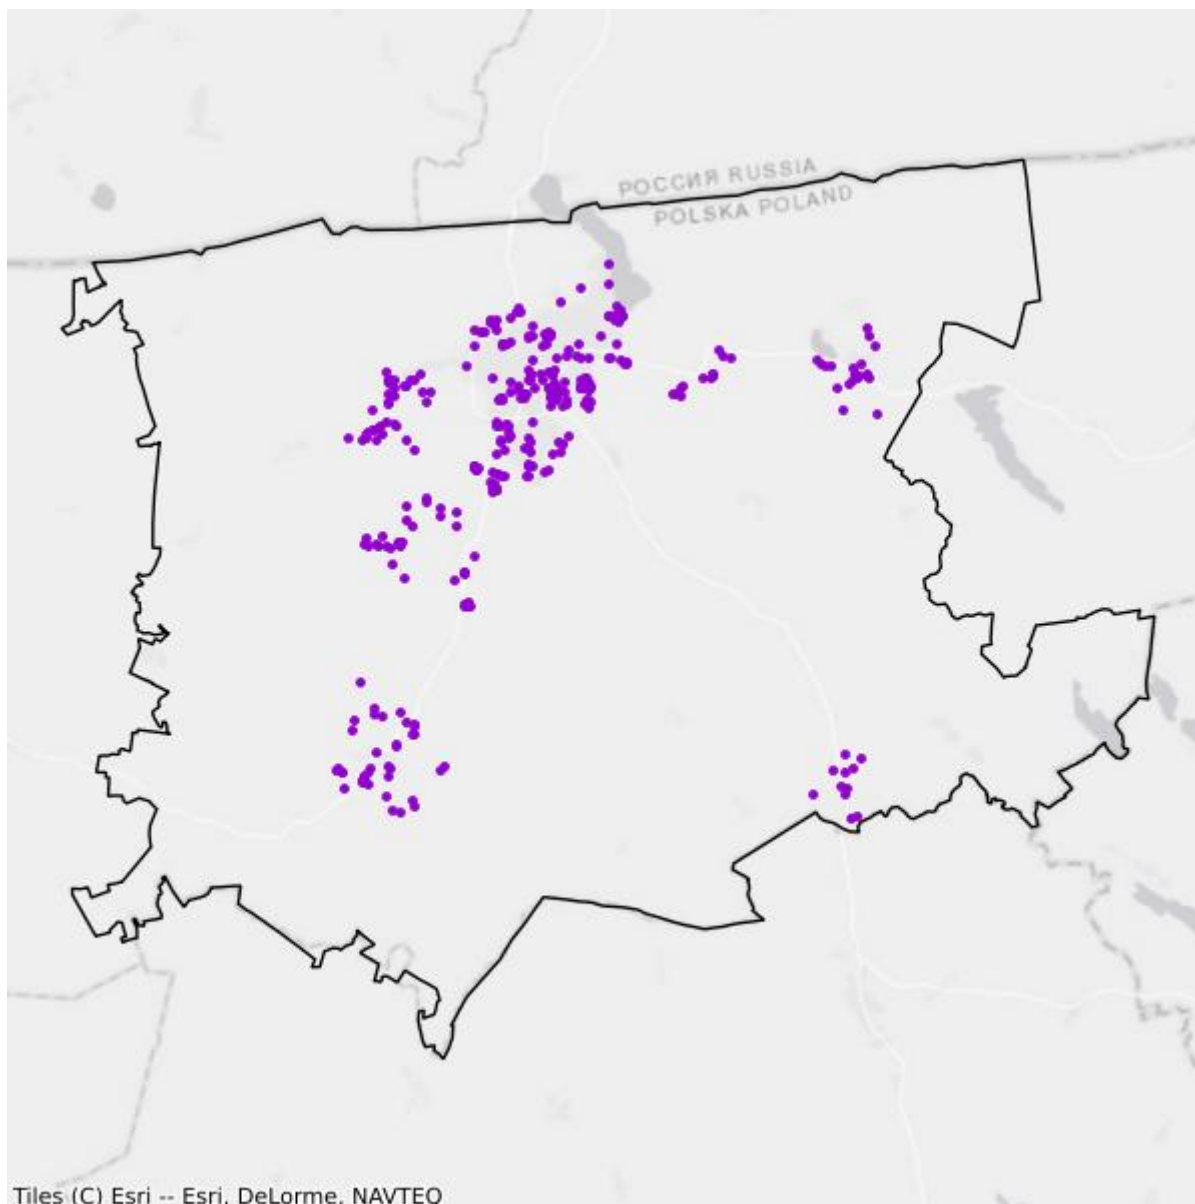 РОССИЯ RUSSIA
POLSKA POLAND
Tiles (C) Esri -- Esri, DeLorme, NAVTEQ